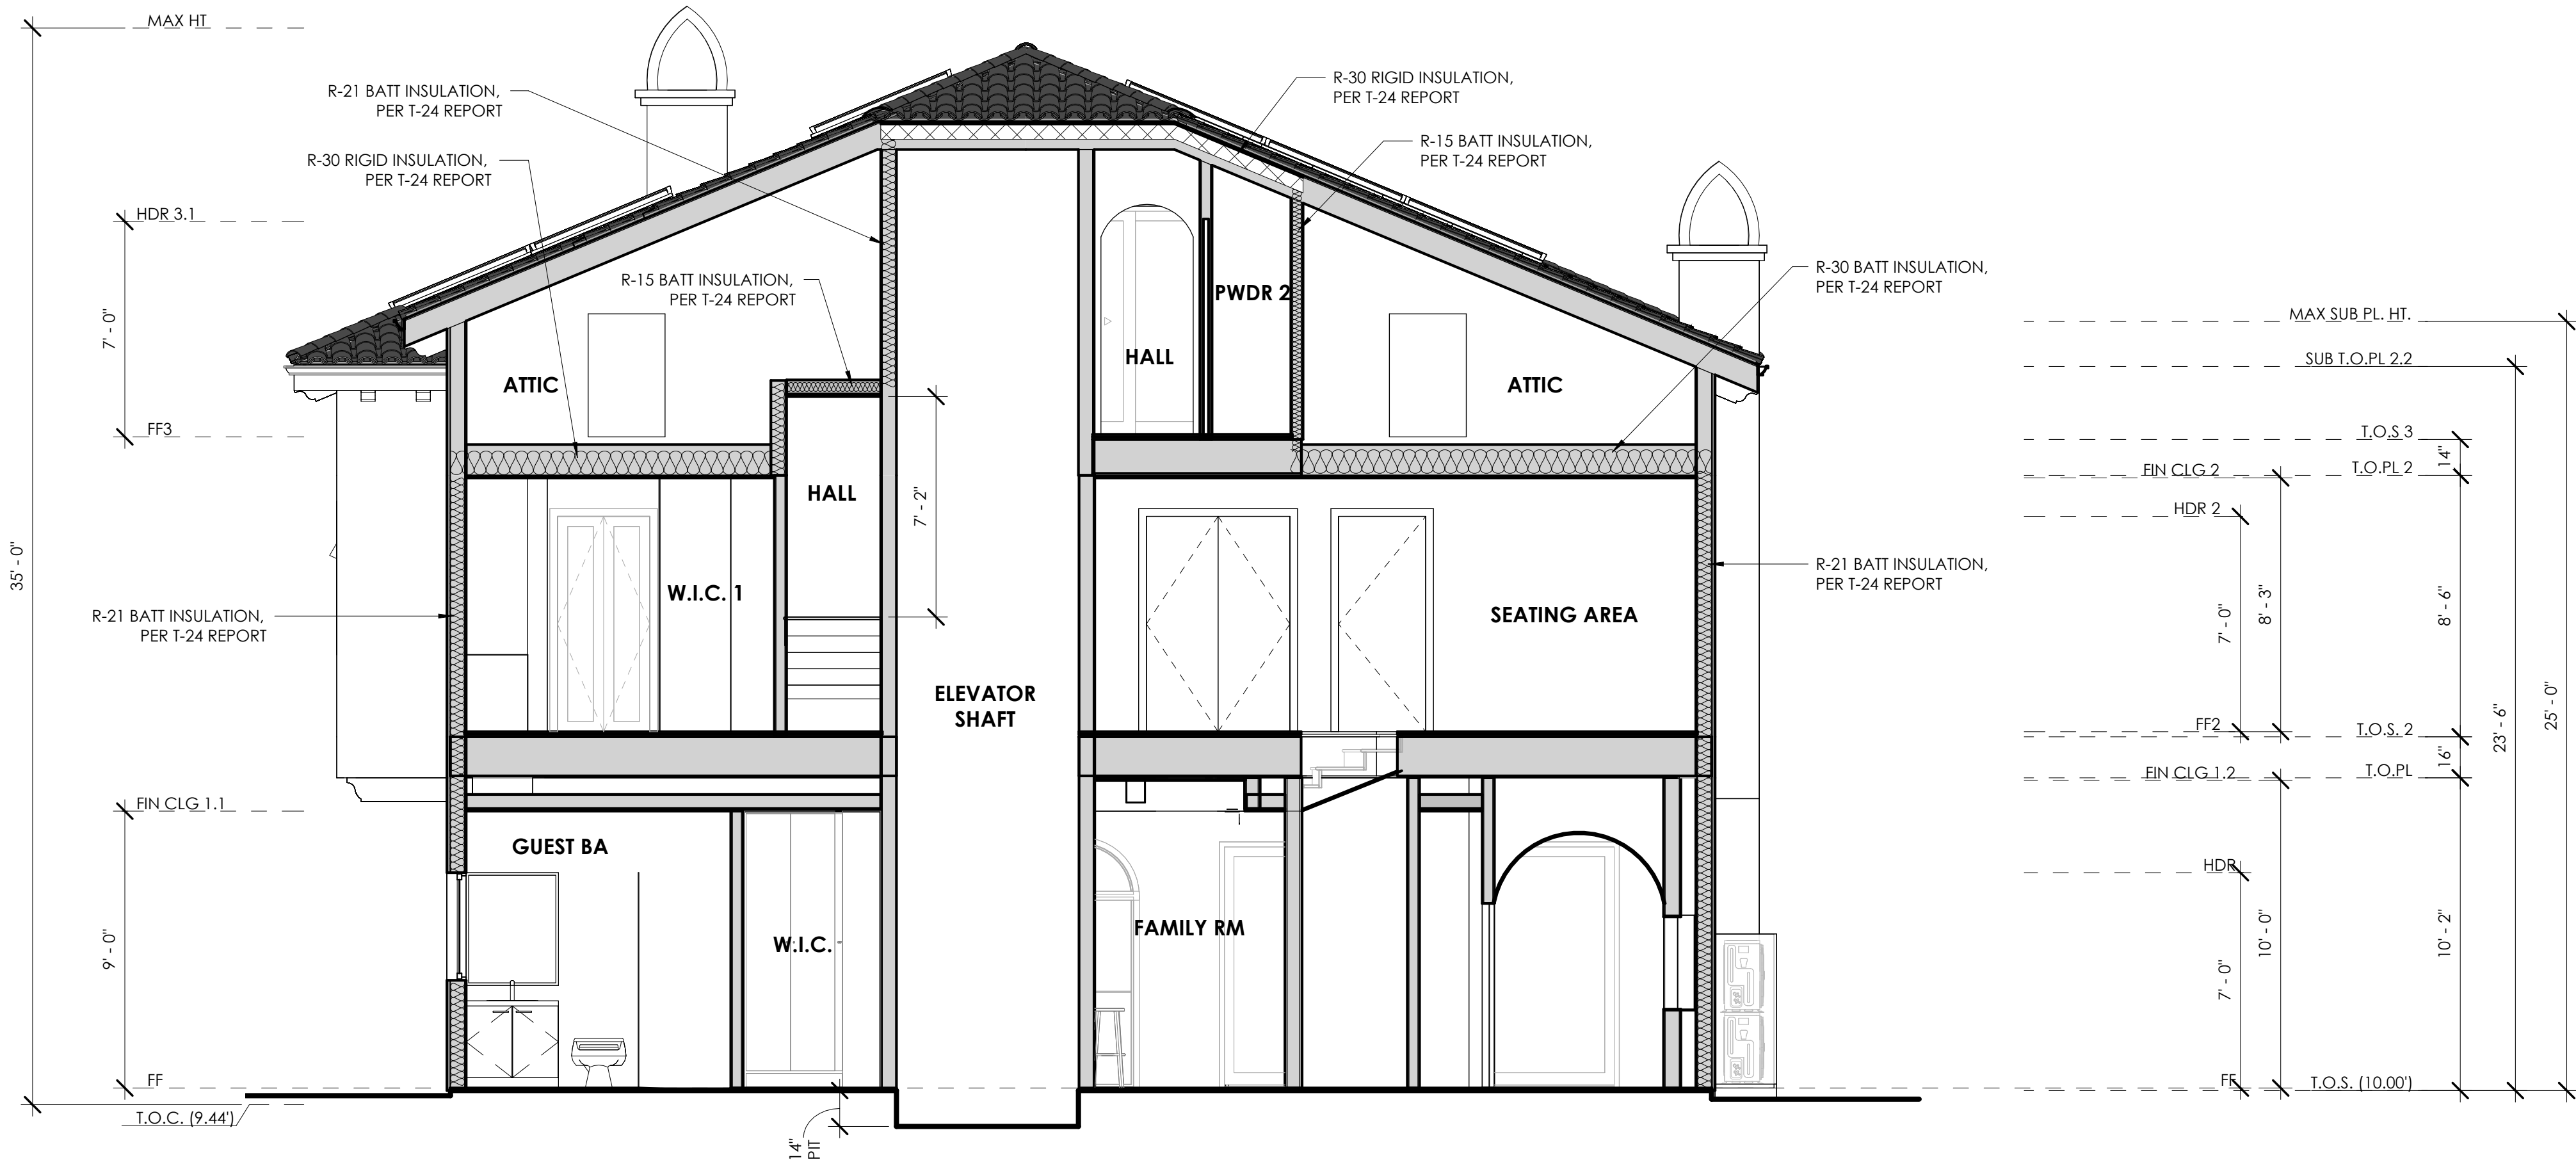 MAX HT
R-21 BATT INSULATION,
PER T-24 REPORT
R-30 RIGID INSULATION,
PER T-24 REPORT
R-30 RIGID INSULATION,
PER T-24 REPORT
R-15 BATT INSULATION,
PER T-24 REPORT
HDR 3.1
7' - 0"
FF3
R-15 BATT INSULATION,
PER T-24 REPORT
R-30 BATT INSULATION,
PER T-24 REPORT
PWDR 2
HALL
ATTIC
ATTIC
MAX SUB PL. HT.
SUB T.O.PL 2.2
T.O.S 3
14"
FIN CLG 2
T.O.PL 2
HDR 2
HALL
7' - 2"
35' - 0"
R-21 BATT INSULATION,
PER T-24 REPORT
W.I.C. 1
SEATING AREA
R-21 BATT INSULATION,
PER T-24 REPORT
7' - 0"
8' - 3"
8' - 6"
23' - 6"
25' - 0"
ELEVATOR
SHAFT
FF2
T.O.S. 2
16"
FIN CLG 1.2
T.O.PL
FIN CLG 1.1
GUEST BA
HDR
9' - 0"
W.I.C.
FAMILY RM
7' - 0"
10' - 0"
10' - 2"
FF
FF
T.O.S. (10.00')
T.O.C. (9.44')
14"
PIT